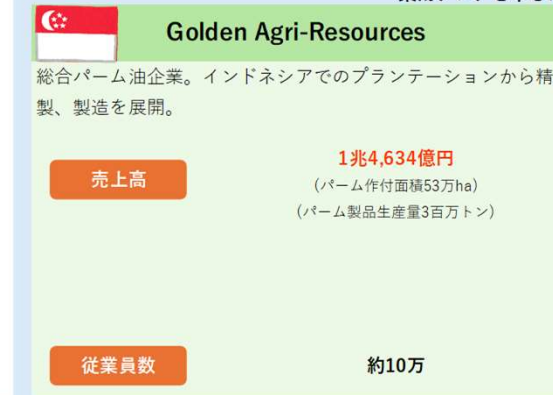 Golden Agri-Resources
総合パーム油企業。インドネシアでのプランテーションから精
製、製造を展開。
売上高
1兆4,634億円
（パーム作付面積53万ha）
（パーム製品生産量3百万トン）
従業員数
約10万